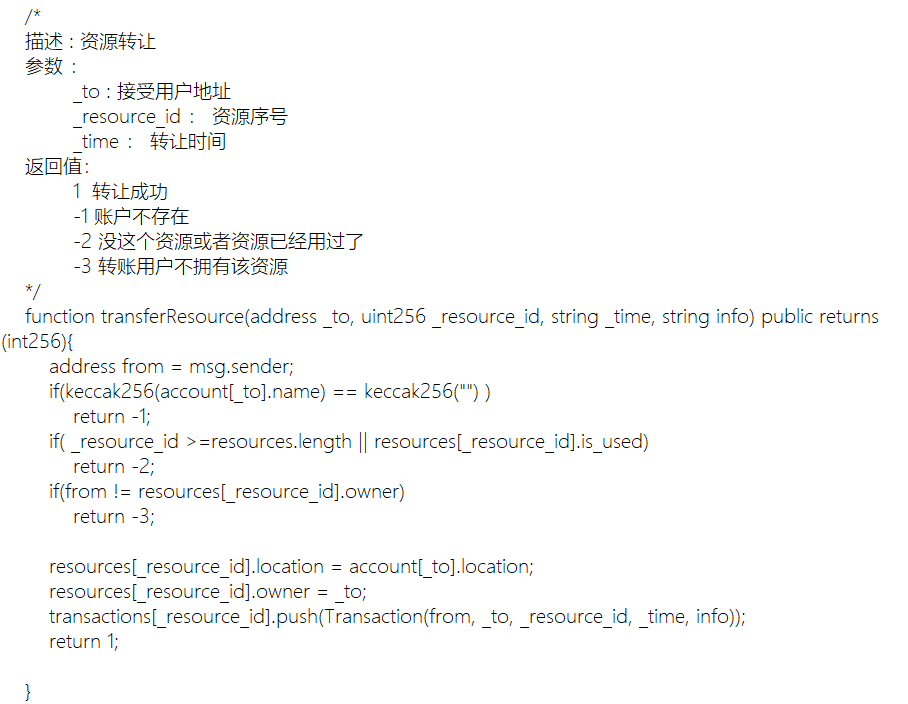 /*
描述：资源转让
参数 ：
_to：接受用户地址
_resource_id ： 资源序号
_time ： 转让时间
返回值：
1 转让成功
-1 账户不存在
-2 没这个资源或者资源已经用过了
-3 转账用户不拥有该资源
*/
function transferResource(address _to, uint256 _resource_id, string _time, string info) public returns
(int256){
address from = msg.sender;
if(keccak256(account[_to].name) == keccak256("") )
return -1;
if( _resource_id >=resources.length || resources[_resource_id].is_used)
return -2;
if(from != resources[_resource_id].owner)
return -3;
resources[_resource_id].location = account[_to].location;
resources[_resource_id].owner = _to;
transactions[_resource_id].push(Transaction(from, _to, _resource_id, _time, info));
return 1;
}